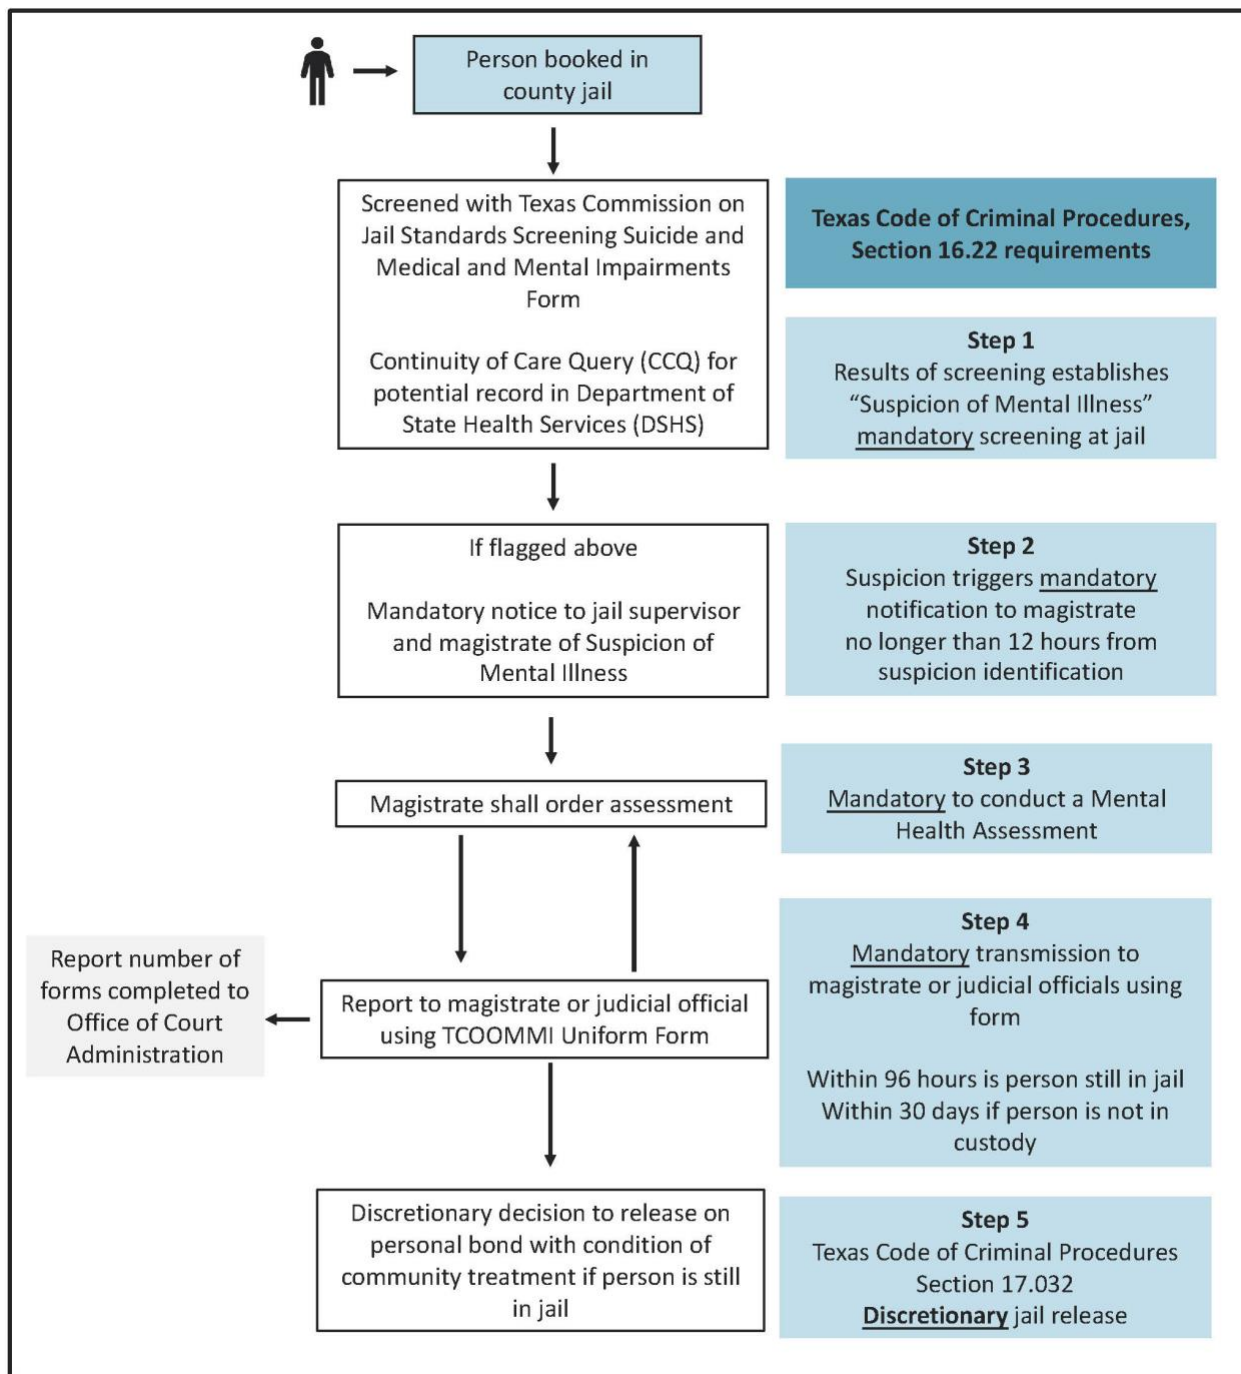 Person booked in
county jail
Screened with Texas Commission on
Jail Standards Screening Suicide and
Medical and Mental Impairments
Form
Continuity of Care Query (CCQ) for
potential record in Department of
State Health Services (DSHS)
Texas Code of Criminal Procedures,
Section 16.22 requirements
Step 1
Results of screening establishes
“Suspicion of Mental Illness”
mandatory screening at jail
If flagged above
Mandatory notice to jail supervisor
and magistrate of Suspicion of
Mental Illness
Step 2
Suspicion triggers mandatory
notification to magistrate
no longer than 12 hours from
suspicion identification
Magistrate shall order assessment
Step 3
Mandatory to conduct a Mental
Health Assessment
Report number of
forms completed to
Office of Court
Administration
Report to magistrate or judicial official
using TCOOMMI Uniform Form
Step 4
Mandatory transmission to
magistrate or judicial officials using
form
Within 96 hours is person still in jail
Within 30 days if person is not in
custody
Discretionary decision to release on
personal bond with condition of
community treatment if person is still
in jail
Step 5
Texas Code of Criminal Procedures
Section 17.032
Discretionary jail release